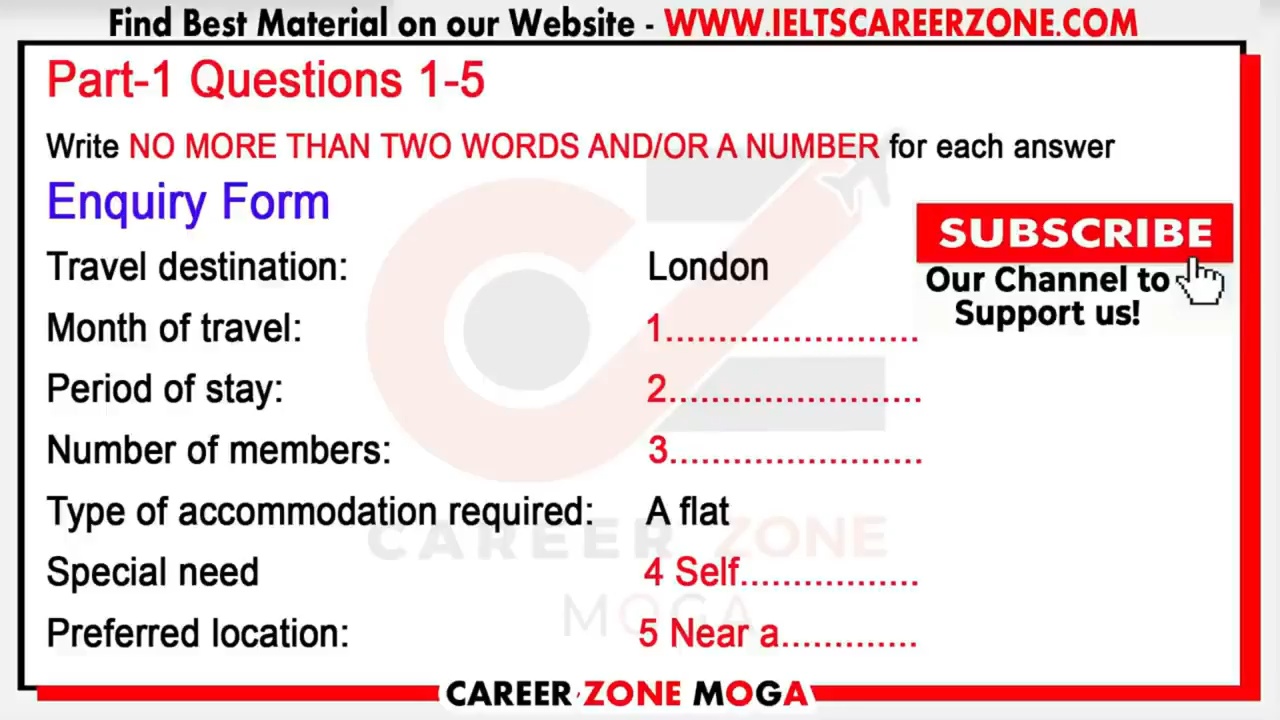 Find Best Material on our Website - WWW.IELTSCAREERZONE.COM
Part-1 Questions 1-5
Write NO MORE THAN TWO WORDS AND/OR A NUMBER for each answer
Enquiry Form
SUBSCRIBE
Our Channel to
Support us!
Travel destination: London
Month of travel: 1........................
Period of stay: 2........................
Number of members: 3........................
Type of accommodation required: A flat
Special need 4 Self.................
Preferred location: 5 Near a.............
CAREER ZONE
MOGA
CAREER ZONE MOGA